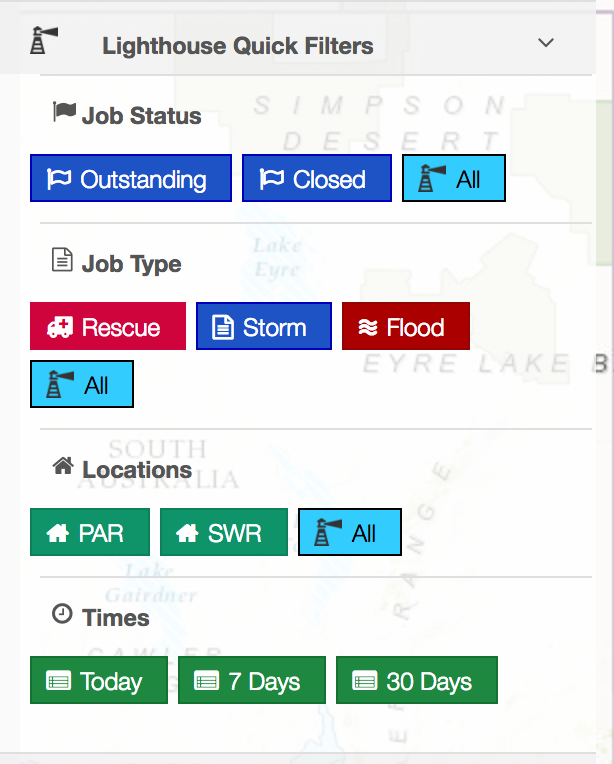 Lighthouse Quick Filters
SIMPSON
DESERT
Job Status
Outstanding Closed All
Job Type
Lake
Eyre
Rescue Storm Flood
EYRE LAKE B
All
SOUTH
AUSTRALIA
Locations
PAR SWR All
RANGE
Lake
Gairdner
Times
GAWLER
Today 7 Days 30 Days